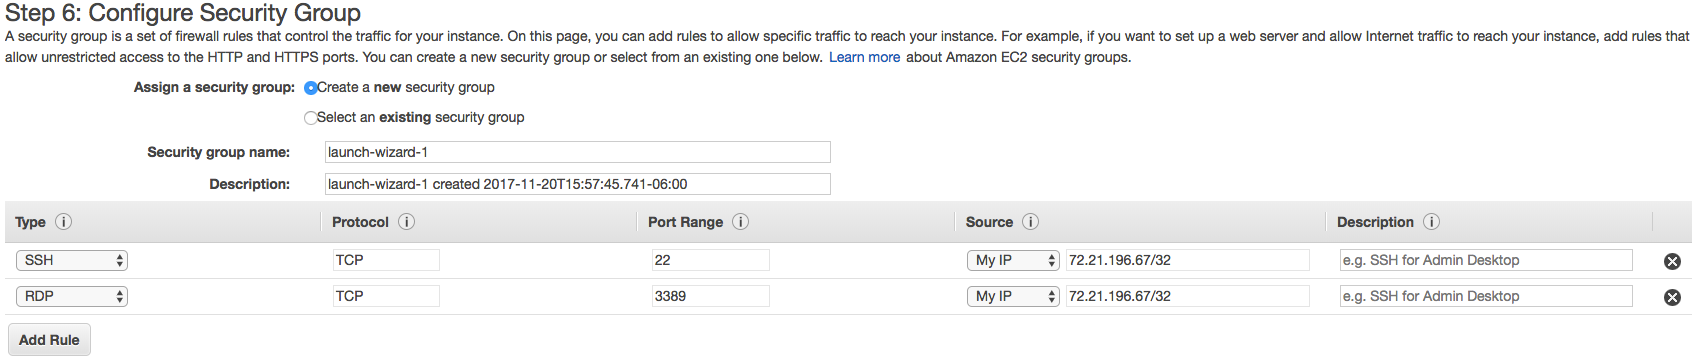 Step 6: Configure Security Group
A security group is a set of firewall rules that control the traffic for your instance. On this page, you can add rules to allow specific traffic to reach your instance. For example, if you want to set up a web server and allow Internet traffic to reach your instance, add rules that
allow unrestricted access to the HTTP and HTTPS ports. You can create a new security group or select from an existing one below. Learn more about Amazon EC2 security groups.
Assign a security group: Create a new security group
Select an existing security group
Security group name: launch-wizard-1
Description: launch-wizard-1 created 2017-11-20T15:57:45.741-06:00
Type i Protocol i Port Range i Source i Description i
SSH TCP 22 My IP 72.21.196.67/32 e.g. SSH for Admin Desktop
RDP TCP 3389 My IP 72.21.196.67/32 e.g. SSH for Admin Desktop
Add Rule